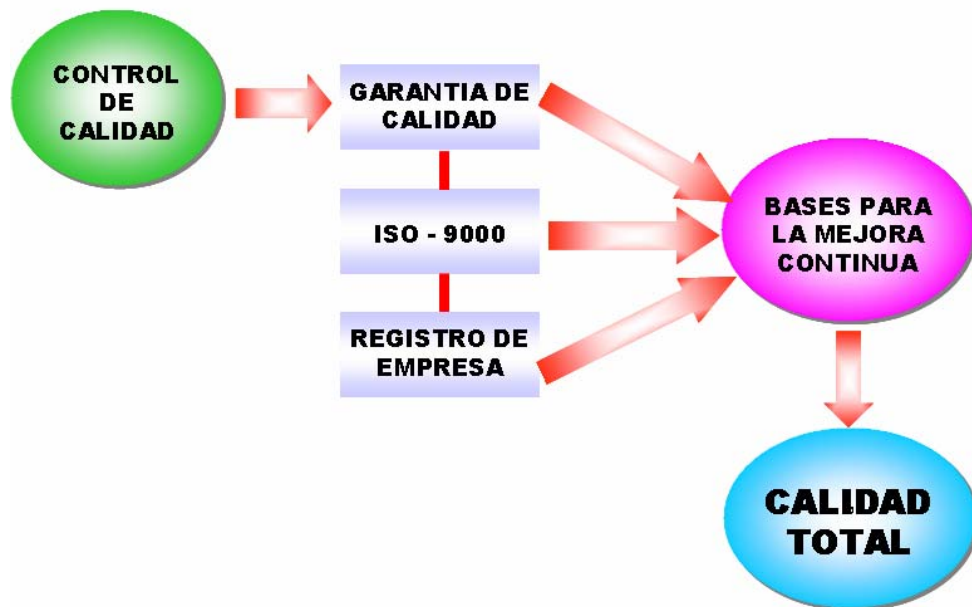 CONTROL
DE
CALIDAD
GARANTIA DE
CALIDAD
ISO - 9000
REGISTRO DE
EMPRESA
BASES PARA
LA MEJORA
CONTINUA
CALIDAD
TOTAL